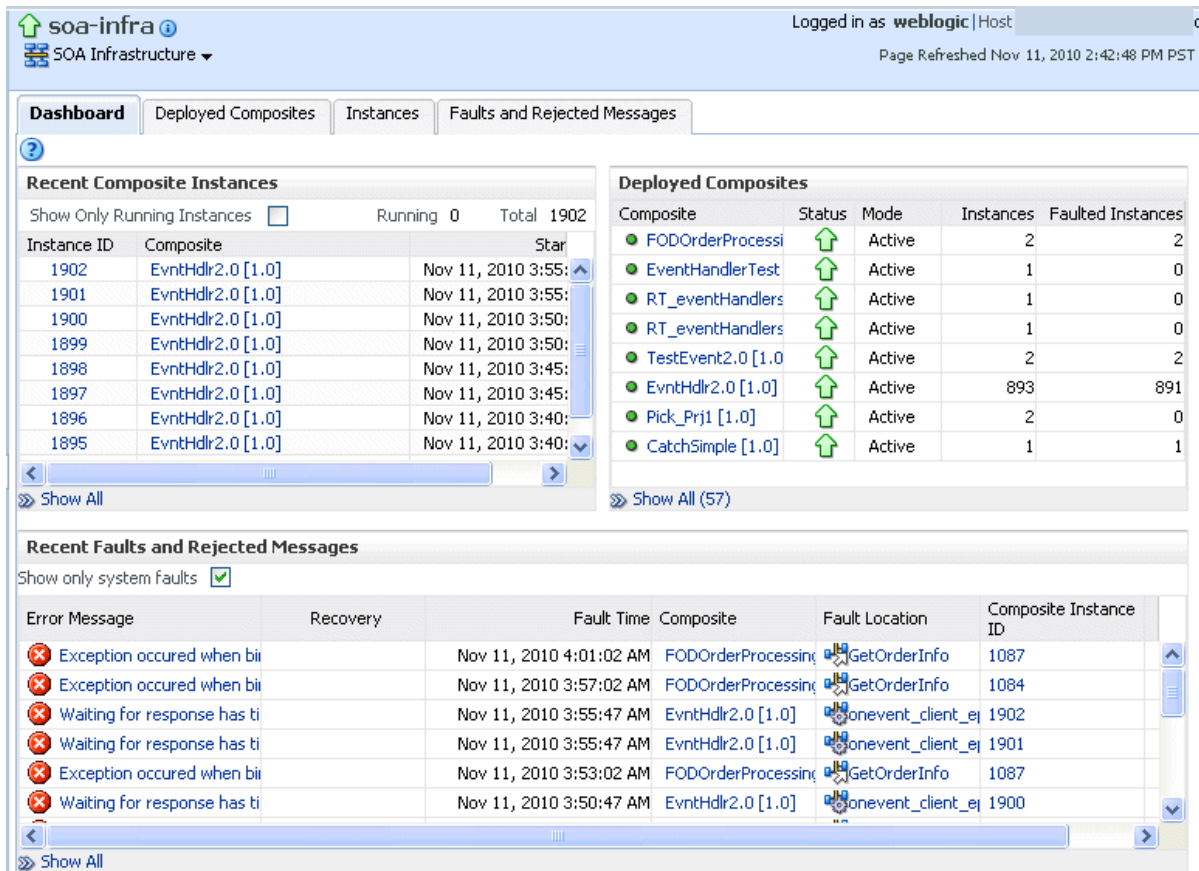 soa-infra
Logged in as weblogic|Host
SOA Infrastructure
Page Refreshed Nov 11, 2010 2:42:48 PM PST
Dashboard Deployed Composites Instances Faults and Rejected Messages
Recent Composite Instances
Show Only Running Instances Running 0 Total 1902
Instance ID Composite Star
1902 EvntHdlr2.0 [1.0] Nov 11, 2010 3:55:
1901 EvntHdlr2.0 [1.0] Nov 11, 2010 3:55:
1900 EvntHdlr2.0 [1.0] Nov 11, 2010 3:50:
1899 EvntHdlr2.0 [1.0] Nov 11, 2010 3:50:
1898 EvntHdlr2.0 [1.0] Nov 11, 2010 3:45:
1897 EvntHdlr2.0 [1.0] Nov 11, 2010 3:45:
1896 EvntHdlr2.0 [1.0] Nov 11, 2010 3:40:
1895 EvntHdlr2.0 [1.0] Nov 11, 2010 3:40:
Show All
Deployed Composites
Composite Status Mode Instances Faulted Instances
FODOrderProcessi Active 2 2
EventHandlerTest Active 1 0
RT_eventHandlers Active 1 0
RT_eventHandlers Active 1 0
TestEvent2.0 [1.0 Active 2 2
EvntHdlr2.0 [1.0] Active 893 891
Pick_Prj1 [1.0] Active 2 0
CatchSimple [1.0] Active 1 1
Show All (57)
Recent Faults and Rejected Messages
Show only system faults
Error Message Recovery Fault Time Composite Fault Location Composite Instance ID
Exception occured when bin Nov 11, 2010 4:01:02 AM FODOrderProcessing GetOrderInfo 1087
Exception occured when bin Nov 11, 2010 3:57:02 AM FODOrderProcessing GetOrderInfo 1084
Waiting for response has ti Nov 11, 2010 3:55:47 AM EvntHdlr2.0 [1.0] onevent_client_ep 1902
Waiting for response has ti Nov 11, 2010 3:55:47 AM EvntHdlr2.0 [1.0] onevent_client_ep 1901
Exception occured when bin Nov 11, 2010 3:53:02 AM FODOrderProcessing GetOrderInfo 1087
Waiting for response has ti Nov 11, 2010 3:50:47 AM EvntHdlr2.0 [1.0] onevent_client_ep 1900
Show All